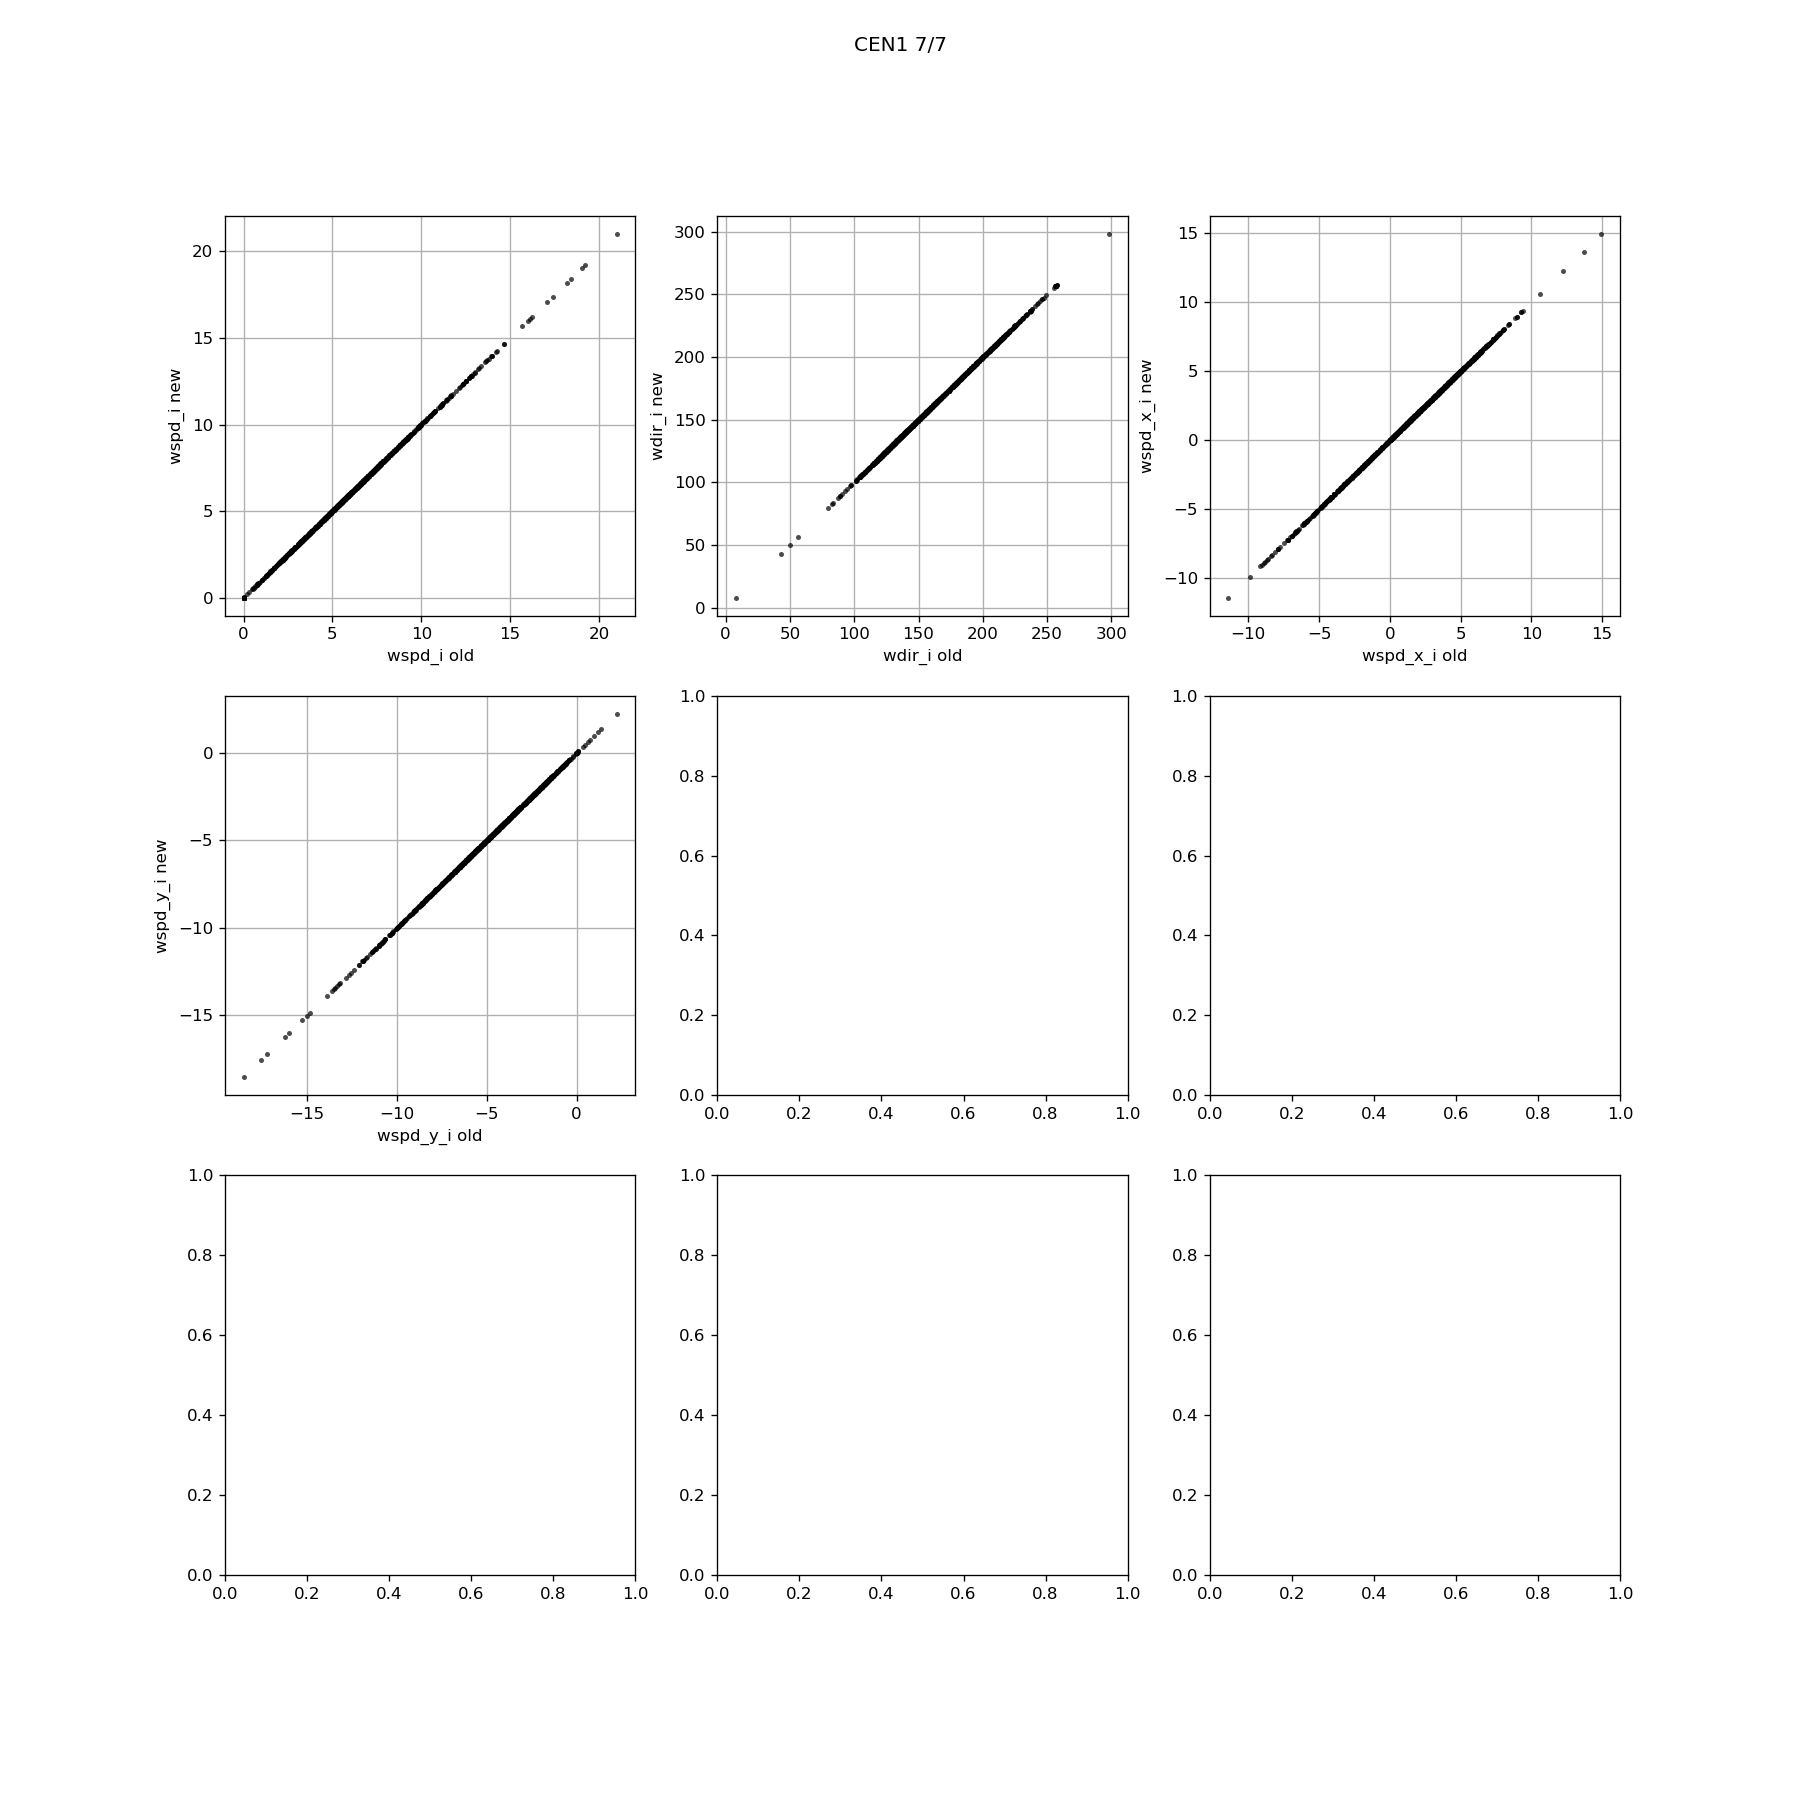 CEN1 7/7
20
15
10
5
0
wspd_i new
0 5 10 15 20
wspd_i old
300
250
200
150
100
50
0
wdir_i new
0 50 100 150 200 250 300
wdir_i old
15
10
5
0
−5
−10
wspd_x_i new
−10 −5 0 5 10 15
wspd_x_i old
0
−5
−10
−15
wspd_y_i new
−15 −10 −5 0
wspd_y_i old
1.0
0.8
0.6
0.4
0.2
0.0
0.0 0.2 0.4 0.6 0.8 1.0
1.0
0.8
0.6
0.4
0.2
0.0
0.0 0.2 0.4 0.6 0.8 1.0
1.0
0.8
0.6
0.4
0.2
0.0
0.0 0.2 0.4 0.6 0.8 1.0
1.0
0.8
0.6
0.4
0.2
0.0
0.0 0.2 0.4 0.6 0.8 1.0
1.0
0.8
0.6
0.4
0.2
0.0
0.0 0.2 0.4 0.6 0.8 1.0